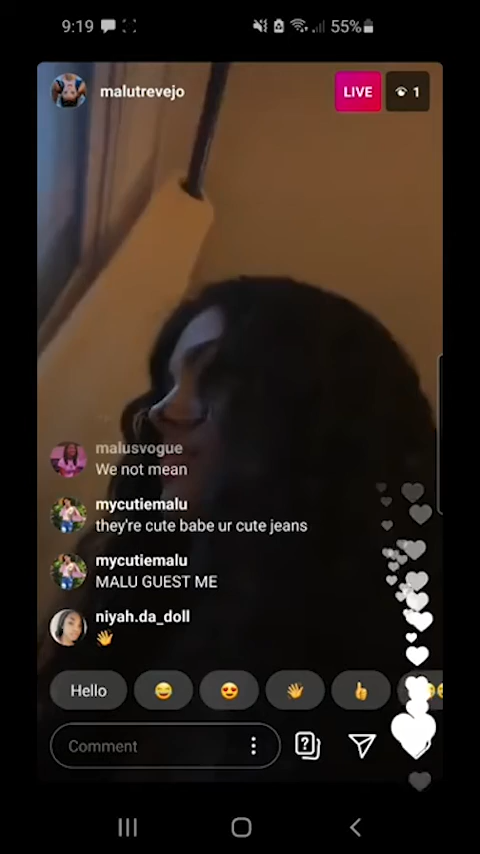 9:19 55%
malutrevejo LIVE 1
malusvogue
We not mean
mycutiemalu
they're cute babe ur cute jeans
mycutiemalu
MALU GUEST ME
niyah.da_doll
Hello
Comment